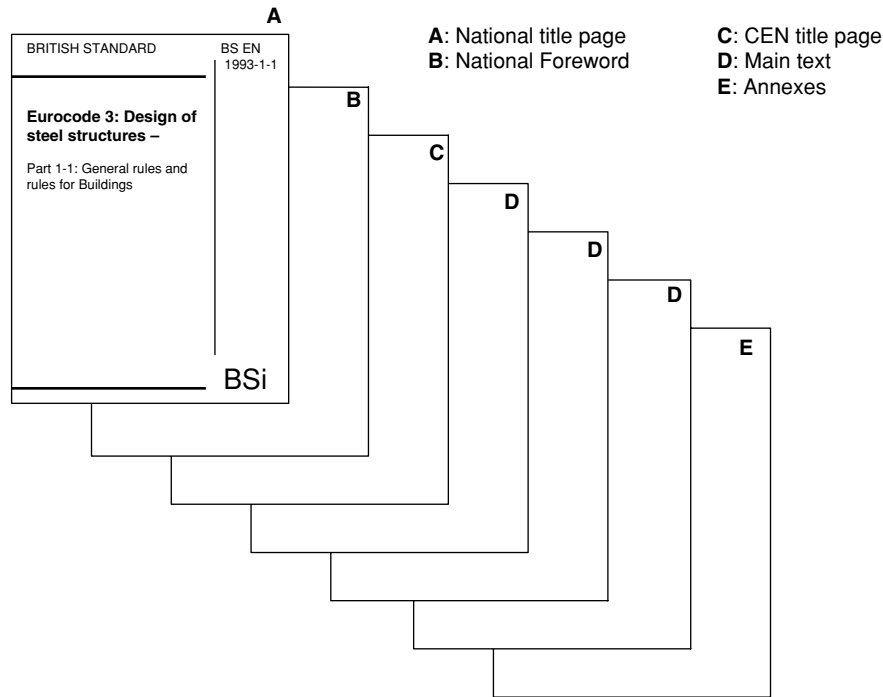 A
BRITISH STANDARD
BS EN
1993-1-1
Eurocode 3: Design of
steel structures –
Part 1-1: General rules and
rules for Buildings
BSi
A: National title page
B: National Foreword
C: CEN title page
D: Main text
E: Annexes
B
C
D
D
D
E